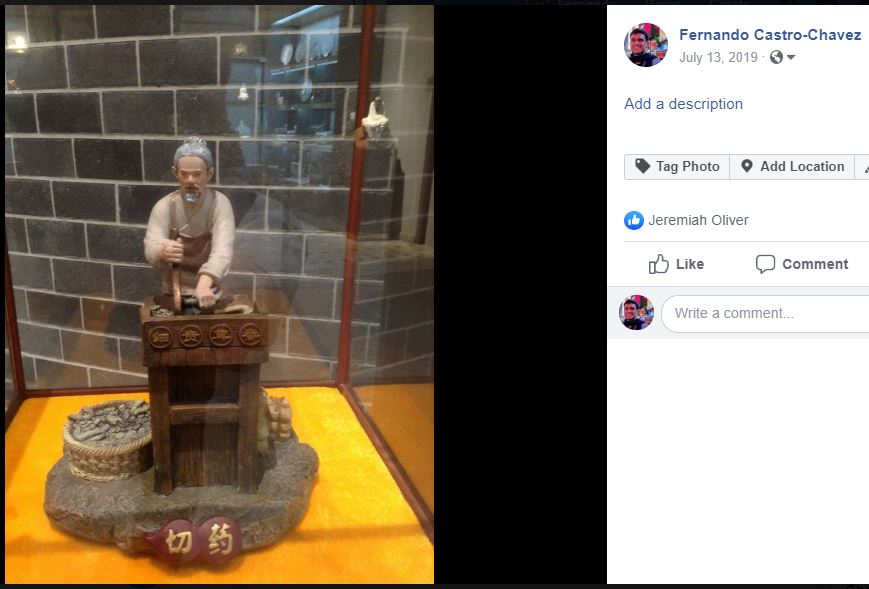 切药
Fernando Castro-Chavez
July 13, 2019
Add a description
Tag Photo
Add Location
Jeremiah Oliver
Like
Comment
Write a comment...